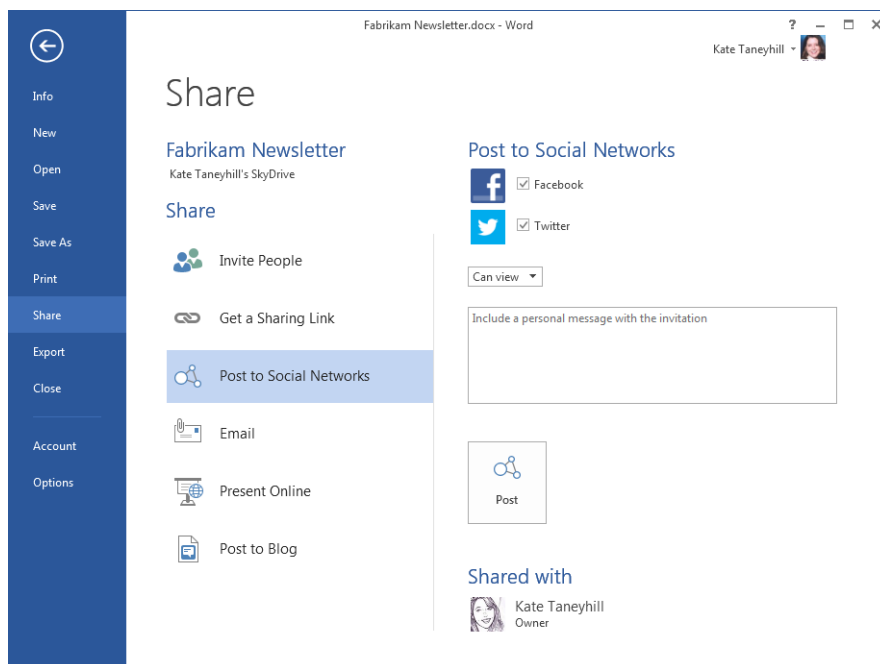 Fabrikam Newsletter.docx - Word
?
Kate Taneyhill
Info
New
Open
Save
Save As
Print
Share
Export
Close
Account
Options
Share
Fabrikam Newsletter
Kate Taneyhill's SkyDrive
Share
Invite People
Get a Sharing Link
Post to Social Networks
Email
Present Online
Post to Blog
Post to Social Networks
Facebook
Twitter
Can view
Include a personal message with the invitation
Post
Shared with
Kate Taneyhill
Owner